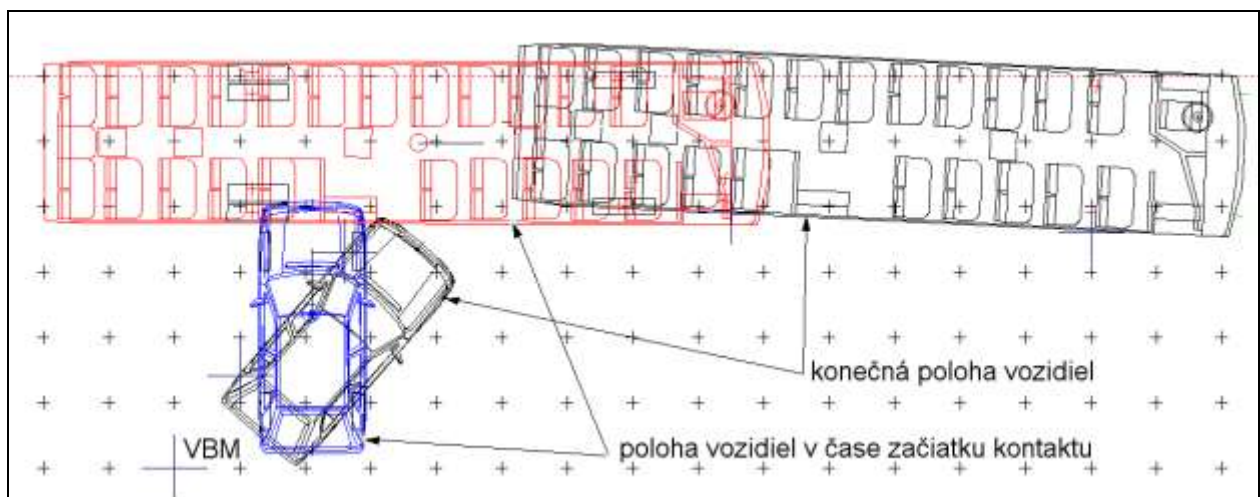 konečná poloha vozidiel
VBM
poloha vozidiel v čase začiatku kontaktu